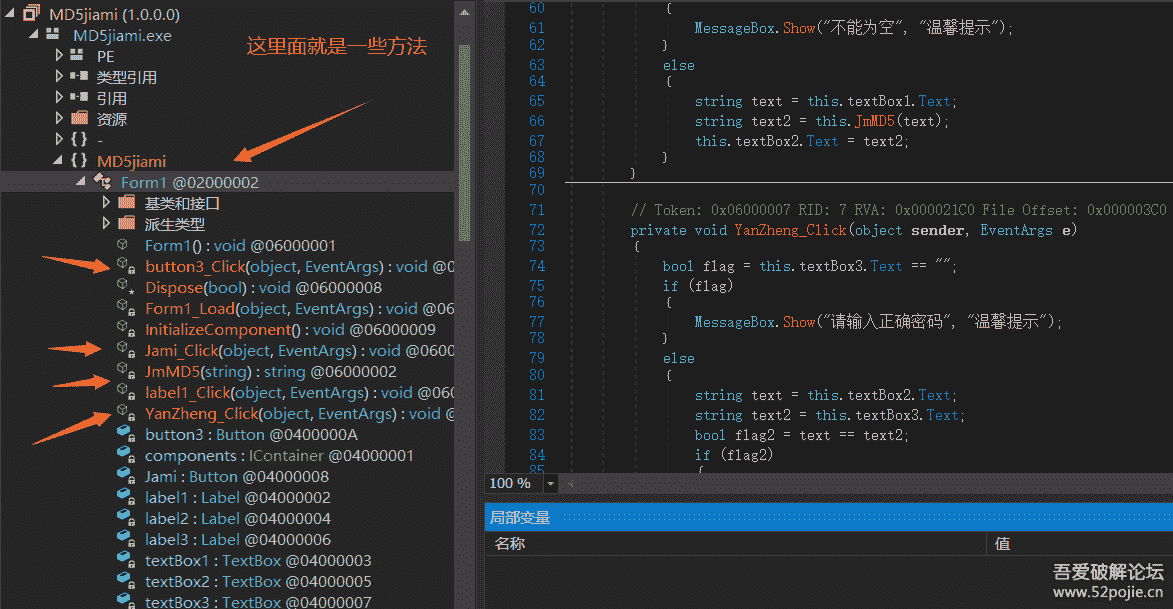 MD5jiami (1.0.0.0)
MD5jiami.exe
PE
类型引用
引用
资源
{ } -
{ } MD5jiami
Form1 @02000002
基类和接口
派生类型
Form1() : void @06000001
button3_Click(object, EventArgs) : void @0
Dispose(bool) : void @06000008
Form1_Load(object, EventArgs) : void @06
InitializeComponent() : void @06000009
Jami_Click(object, EventArgs) : void @0600
JmMD5(string) : string @06000002
label1_Click(object, EventArgs) : void @060
YanZheng_Click(object, EventArgs) : void @
button3 : Button @0400000A
components : IContainer @04000001
Jami : Button @04000008
label1 : Label @04000002
label2 : Label @04000004
label3 : Label @04000006
textBox1 : TextBox @04000003
textBox2 : TextBox @04000005
textBox3 : TextBox @04000007
这里面就是一些方法
60 {
61 MessageBox.Show("不能为空", "温馨提示");
62 }
63 else
64 {
65 string text = this.textBox1.Text;
66 string text2 = this.JmMD5(text);
67 this.textBox2.Text = text2;
68 }
69 }
70
71 // Token: 0x06000007 RID: 7 RVA: 0x000021C0 File Offset: 0x000003C0
72 private void YanZheng_Click(object sender, EventArgs e)
73 {
74 bool flag = this.textBox3.Text == "";
75 if (flag)
76 {
77 MessageBox.Show("请输入正确密码", "温馨提示");
78 }
79 else
80 {
81 string text = this.textBox2.Text;
82 string text2 = this.textBox3.Text;
83 bool flag2 = text == text2;
84 if (flag2)
85 {
100 %
局部变量
名称 值
吾爱破解论坛
www.52pojie.cn